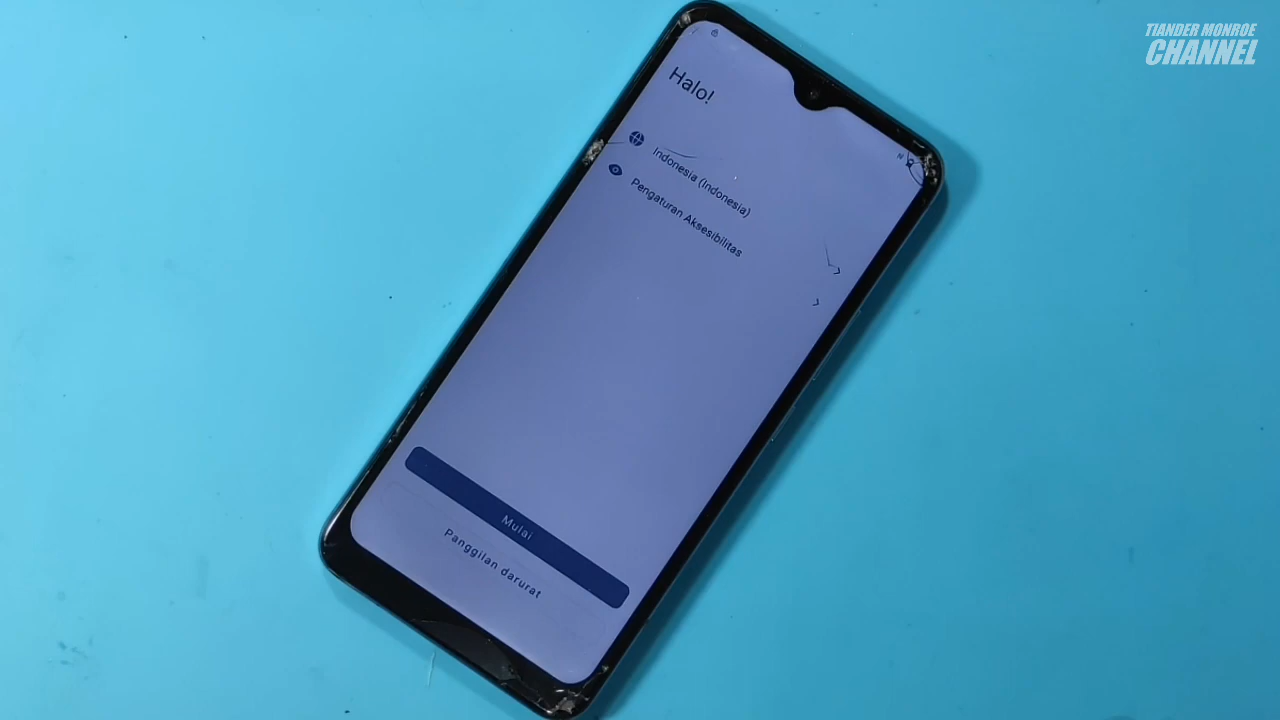 TIANDER MONROE
CHANNEL
Halo!
Indonesia (Indonesia)
Pengaturan Aksesibilitas
Mulai
Panggilan darurat